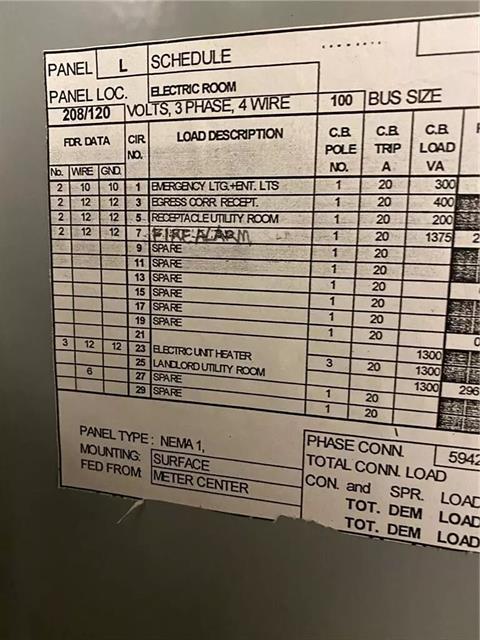 PANEL L SCHEDULE
PANEL LOC. ELECTRIC ROOM
208/120 VOLTS, 3 PHASE, 4 WIRE 100 BUS SIZE
FDR. DATA CIR. NO. LOAD DESCRIPTION C.B. POLE NO. C.B. TRIP A. C.B. LOAD VA
No. WIRE GND.
2 10 10 1 EMERGENCY LTG.+ENT. LTS 1 20 300
2 12 12 3 EGRESS CORR. RECEPT. 1 20 400
2 12 12 5 RECEPTACLE UTILITY ROOM 1 20 200
2 12 12 7 FIRE ALARM 1 20 1375 2
9 SPARE 1 20
11 SPARE 1 20
13 SPARE 1 20
15 SPARE 1 20
17 SPARE 1 20
19 SPARE 1 20
21 1 20 0
3 12 12 23 ELECTRIC UNIT HEATER 1300
6 25 LANDLORD UTILITY ROOM 3 20 1300
27 SPARE 1300 296
29 SPARE 1 20
1 20
PANEL TYPE: NEMA 1,
MOUNTING: SURFACE
FED FROM: METER CENTER
PHASE CONN. 5942
TOTAL CONN. LOAD
CON. and SPR. LOAD
TOT. DEM LOAD
TOT. DEM LOAD